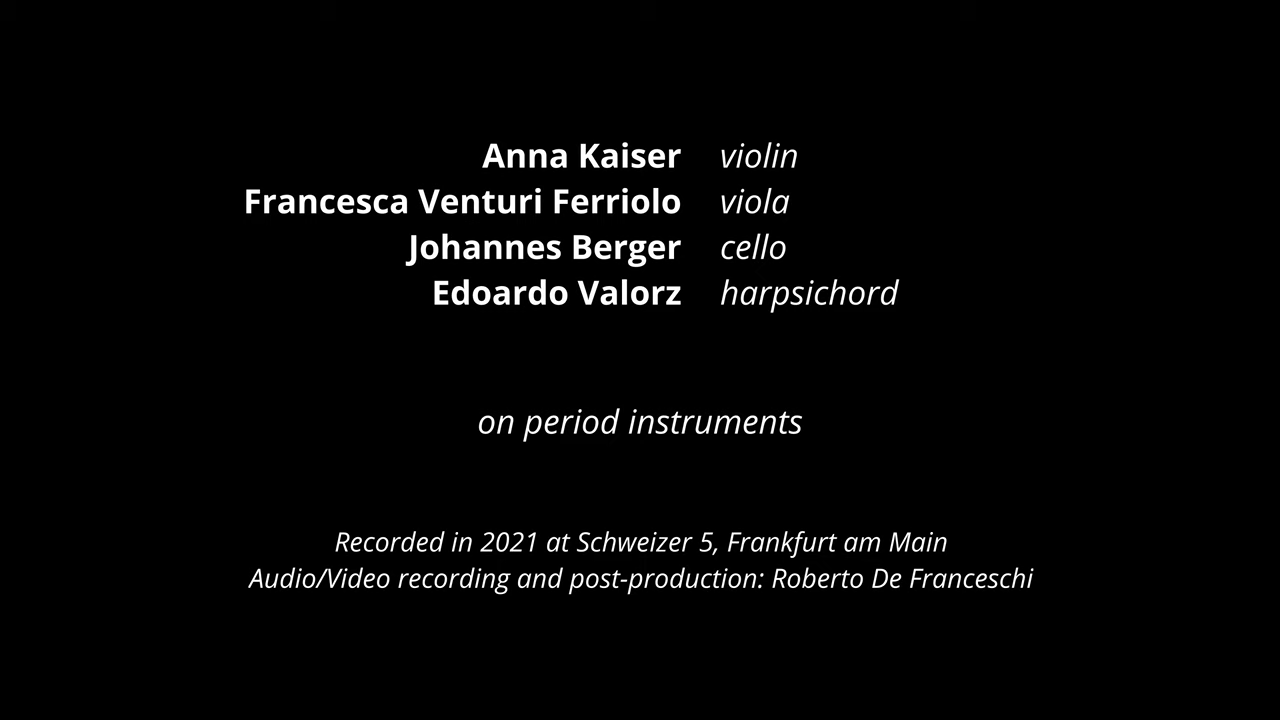 Anna Kaiser violin
Francesca Venturi Ferriolo viola
Johannes Berger cello
Edoardo Valorz harpsichord
on period instruments
Recorded in 2021 at Schweizer 5, Frankfurt am Main
Audio/Video recording and post-production: Roberto De Franceschi